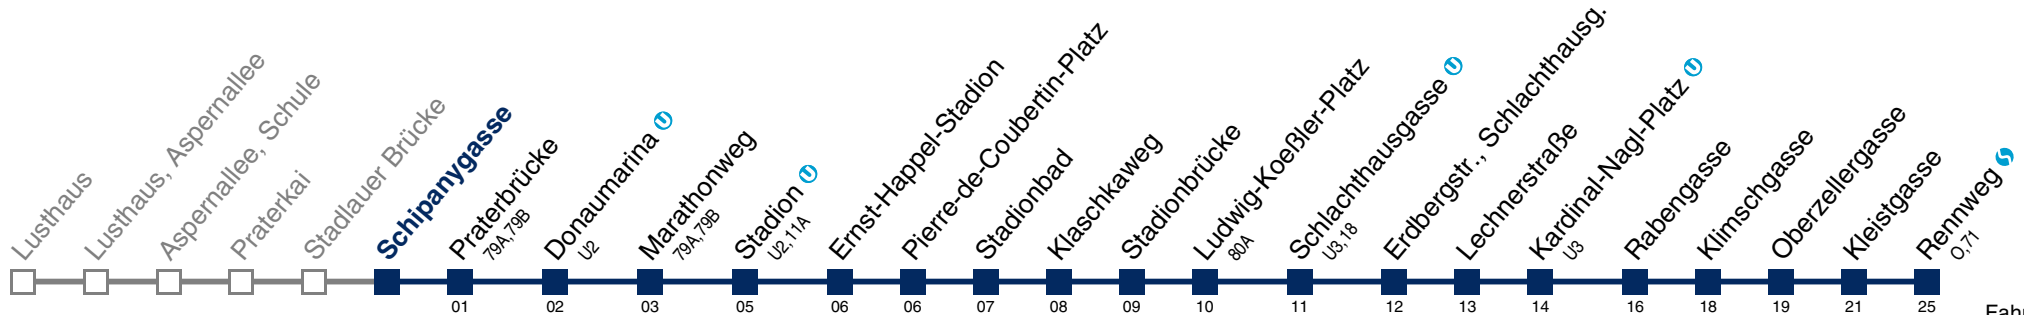 Lusthaus
Lusthaus, Aspernallee
Aspernallee, Schule
Praterkai
Stadlauer Brücke
Schipanygasse
Praterbrücke
79A,79B
01
Donaumarina U
U2
02
Marathonweg
79A,79B
03
Stadion U
U2,11A
05
Ernst-Happel-Stadion
06
Pierre-de-Coubertin-Platz
06
Stadionbad
07
Klaschkaweg
08
Stadionbrücke
09
Ludwig-Koeßler-Platz
80A
10
Schlachthausgasse U
U3,18
11
Erdbergstr., Schlachthausg.
12
Lechnerstraße
13
Kardinal-Nagl-Platz U
U3
14
Rabengasse
16
Klimschgasse
18
Oberzellergasse
19
Kleistgasse
21
Rennweg S
O,71
25